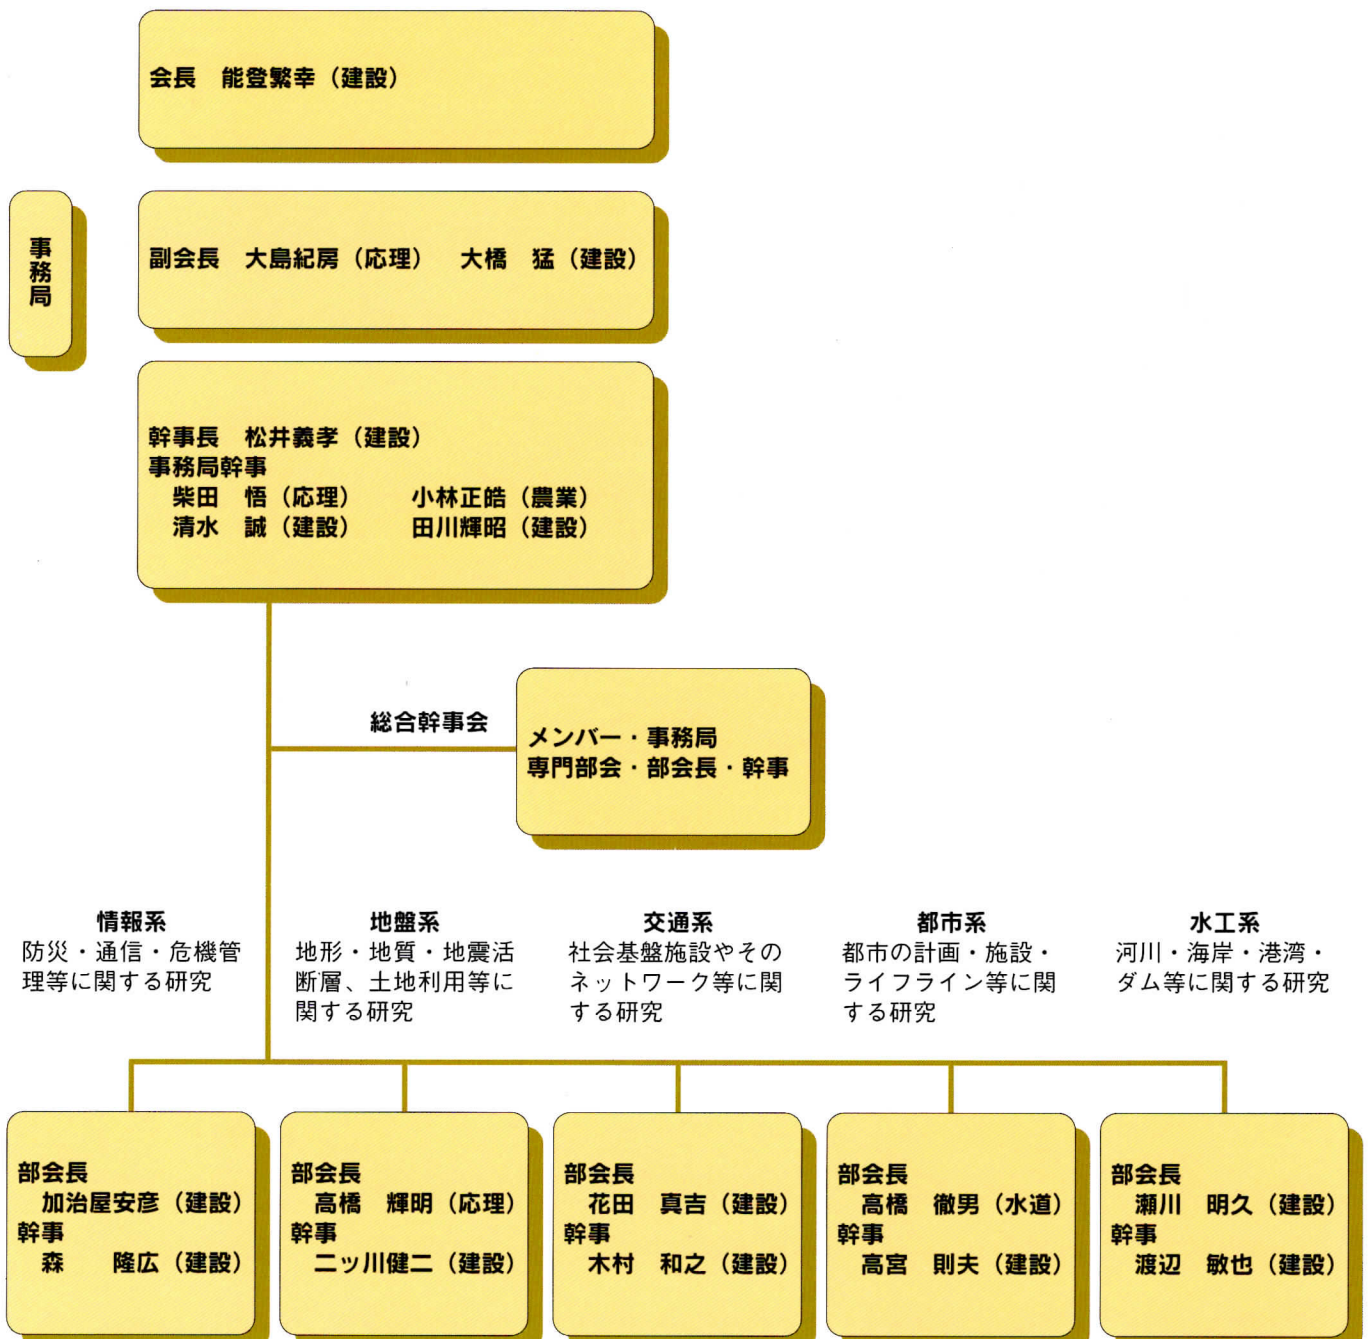 会長　能登繁幸（建設）
事務局
副会長　大島紀房（応理）　大橋　猛（建設）
幹事長　松井義孝（建設）
事務局幹事
柴田　悟（応理）　　小林正皓（農業）
清水　誠（建設）　　田川輝昭（建設）
総合幹事会
メンバー・事務局
専門部会・部会長・幹事
情報系
防災・通信・危機管
理等に関する研究
地盤系
地形・地質・地震活
断層、土地利用等に
関する研究
交通系
社会基盤施設やその
ネットワーク等に関
する研究
都市系
都市の計画・施設・
ライフライン等に関
する研究
水工系
河川・海岸・港湾・
ダム等に関する研究
部会長
加治屋安彦（建設）
幹事
森　　隆広（建設）
部会長
高橋　輝明（応理）
幹事
二ッ川健二（建設）
部会長
花田　真吉（建設）
幹事
木村　和之（建設）
部会長
高橋　徹男（水道）
幹事
高宮　則夫（建設）
部会長
瀬川　明久（建設）
幹事
渡辺　敏也（建設）